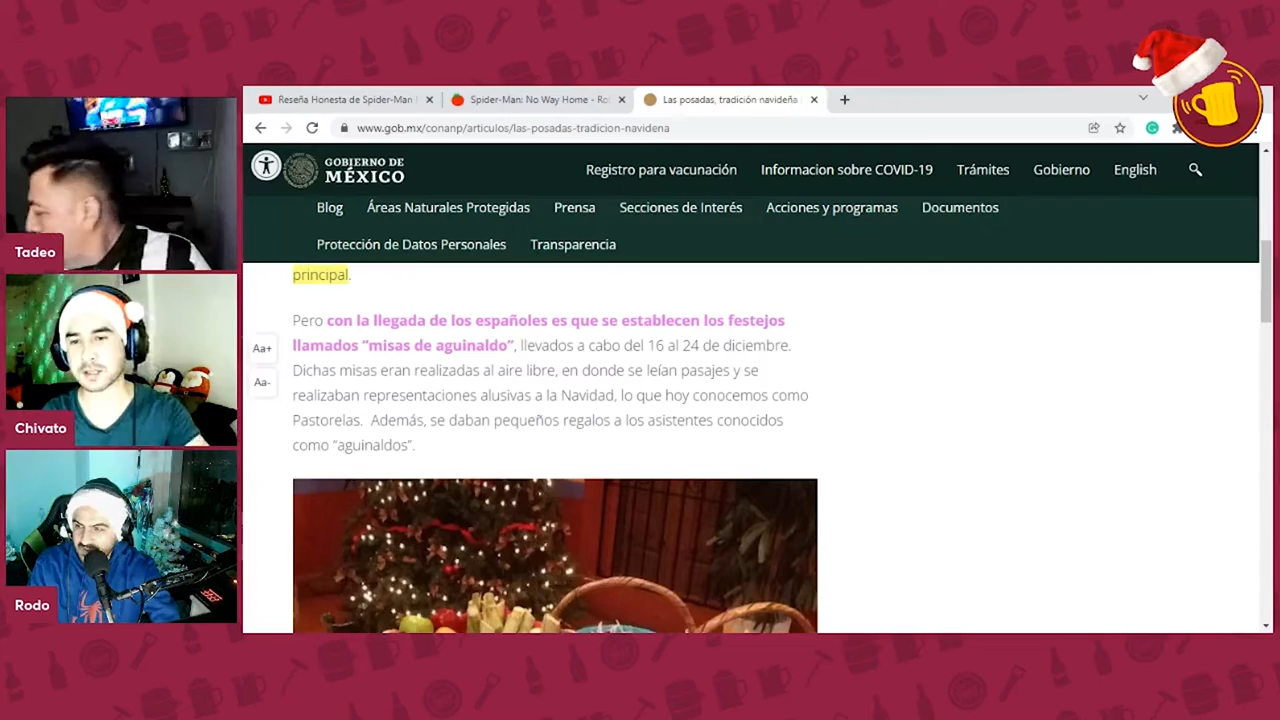 Reseña Honesta de Spider-Man
Spider-Man: No Way Home - Ro
Las posadas, tradición navideña
www.gob.mx/conanp/articulos/las-posadas-tradicion-navidena
GOBIERNO DE
MÉXICO
Registro para vacunación
Informacion sobre COVID-19
Trámites
Gobierno
English
Blog
Áreas Naturales Protegidas
Prensa
Secciones de Interés
Acciones y programas
Documentos
Protección de Datos Personales
Transparencia
principal.
Pero con la llegada de los españoles es que se establecen los festejos
llamados “misas de aguinaldo”, llevados a cabo del 16 al 24 de diciembre.
Dichas misas eran realizadas al aire libre, en donde se leían pasajes y se
realizaban representaciones alusivas a la Navidad, lo que hoy conocemos como
Pastorelas. Además, se daban pequeños regalos a los asistentes conocidos
como “aguinaldos”.
Aa+
Aa-
Tadeo
Chivato
Rodo